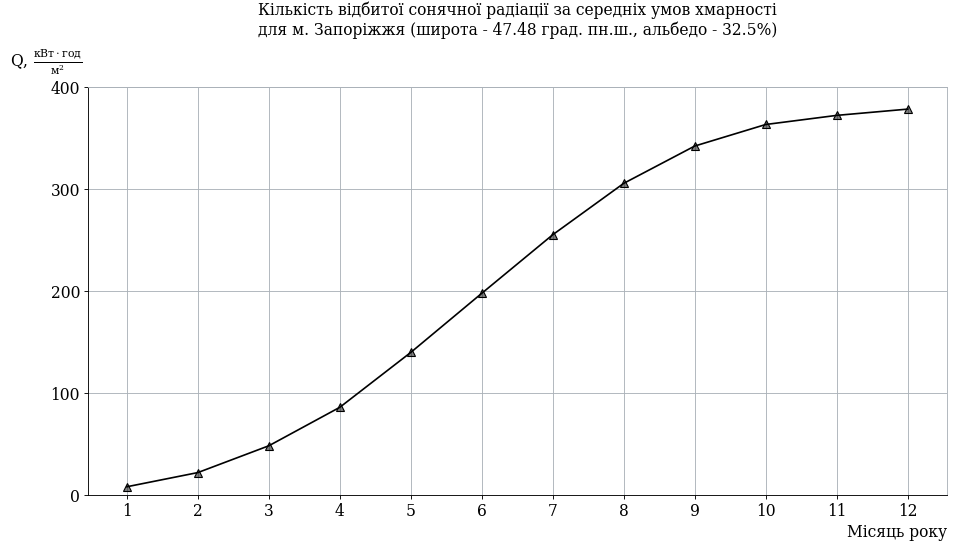 Кількість відбитої сонячної радіації за середніх умов хмарності
для м. Запоріжжя (широта - 47.48 град. пн.ш., альбедо - 32.5%)
Q, кВт · год
м²
400
300
200
100
0
1 2 3 4 5 6 7 8 9 10 11 12
Місяць року